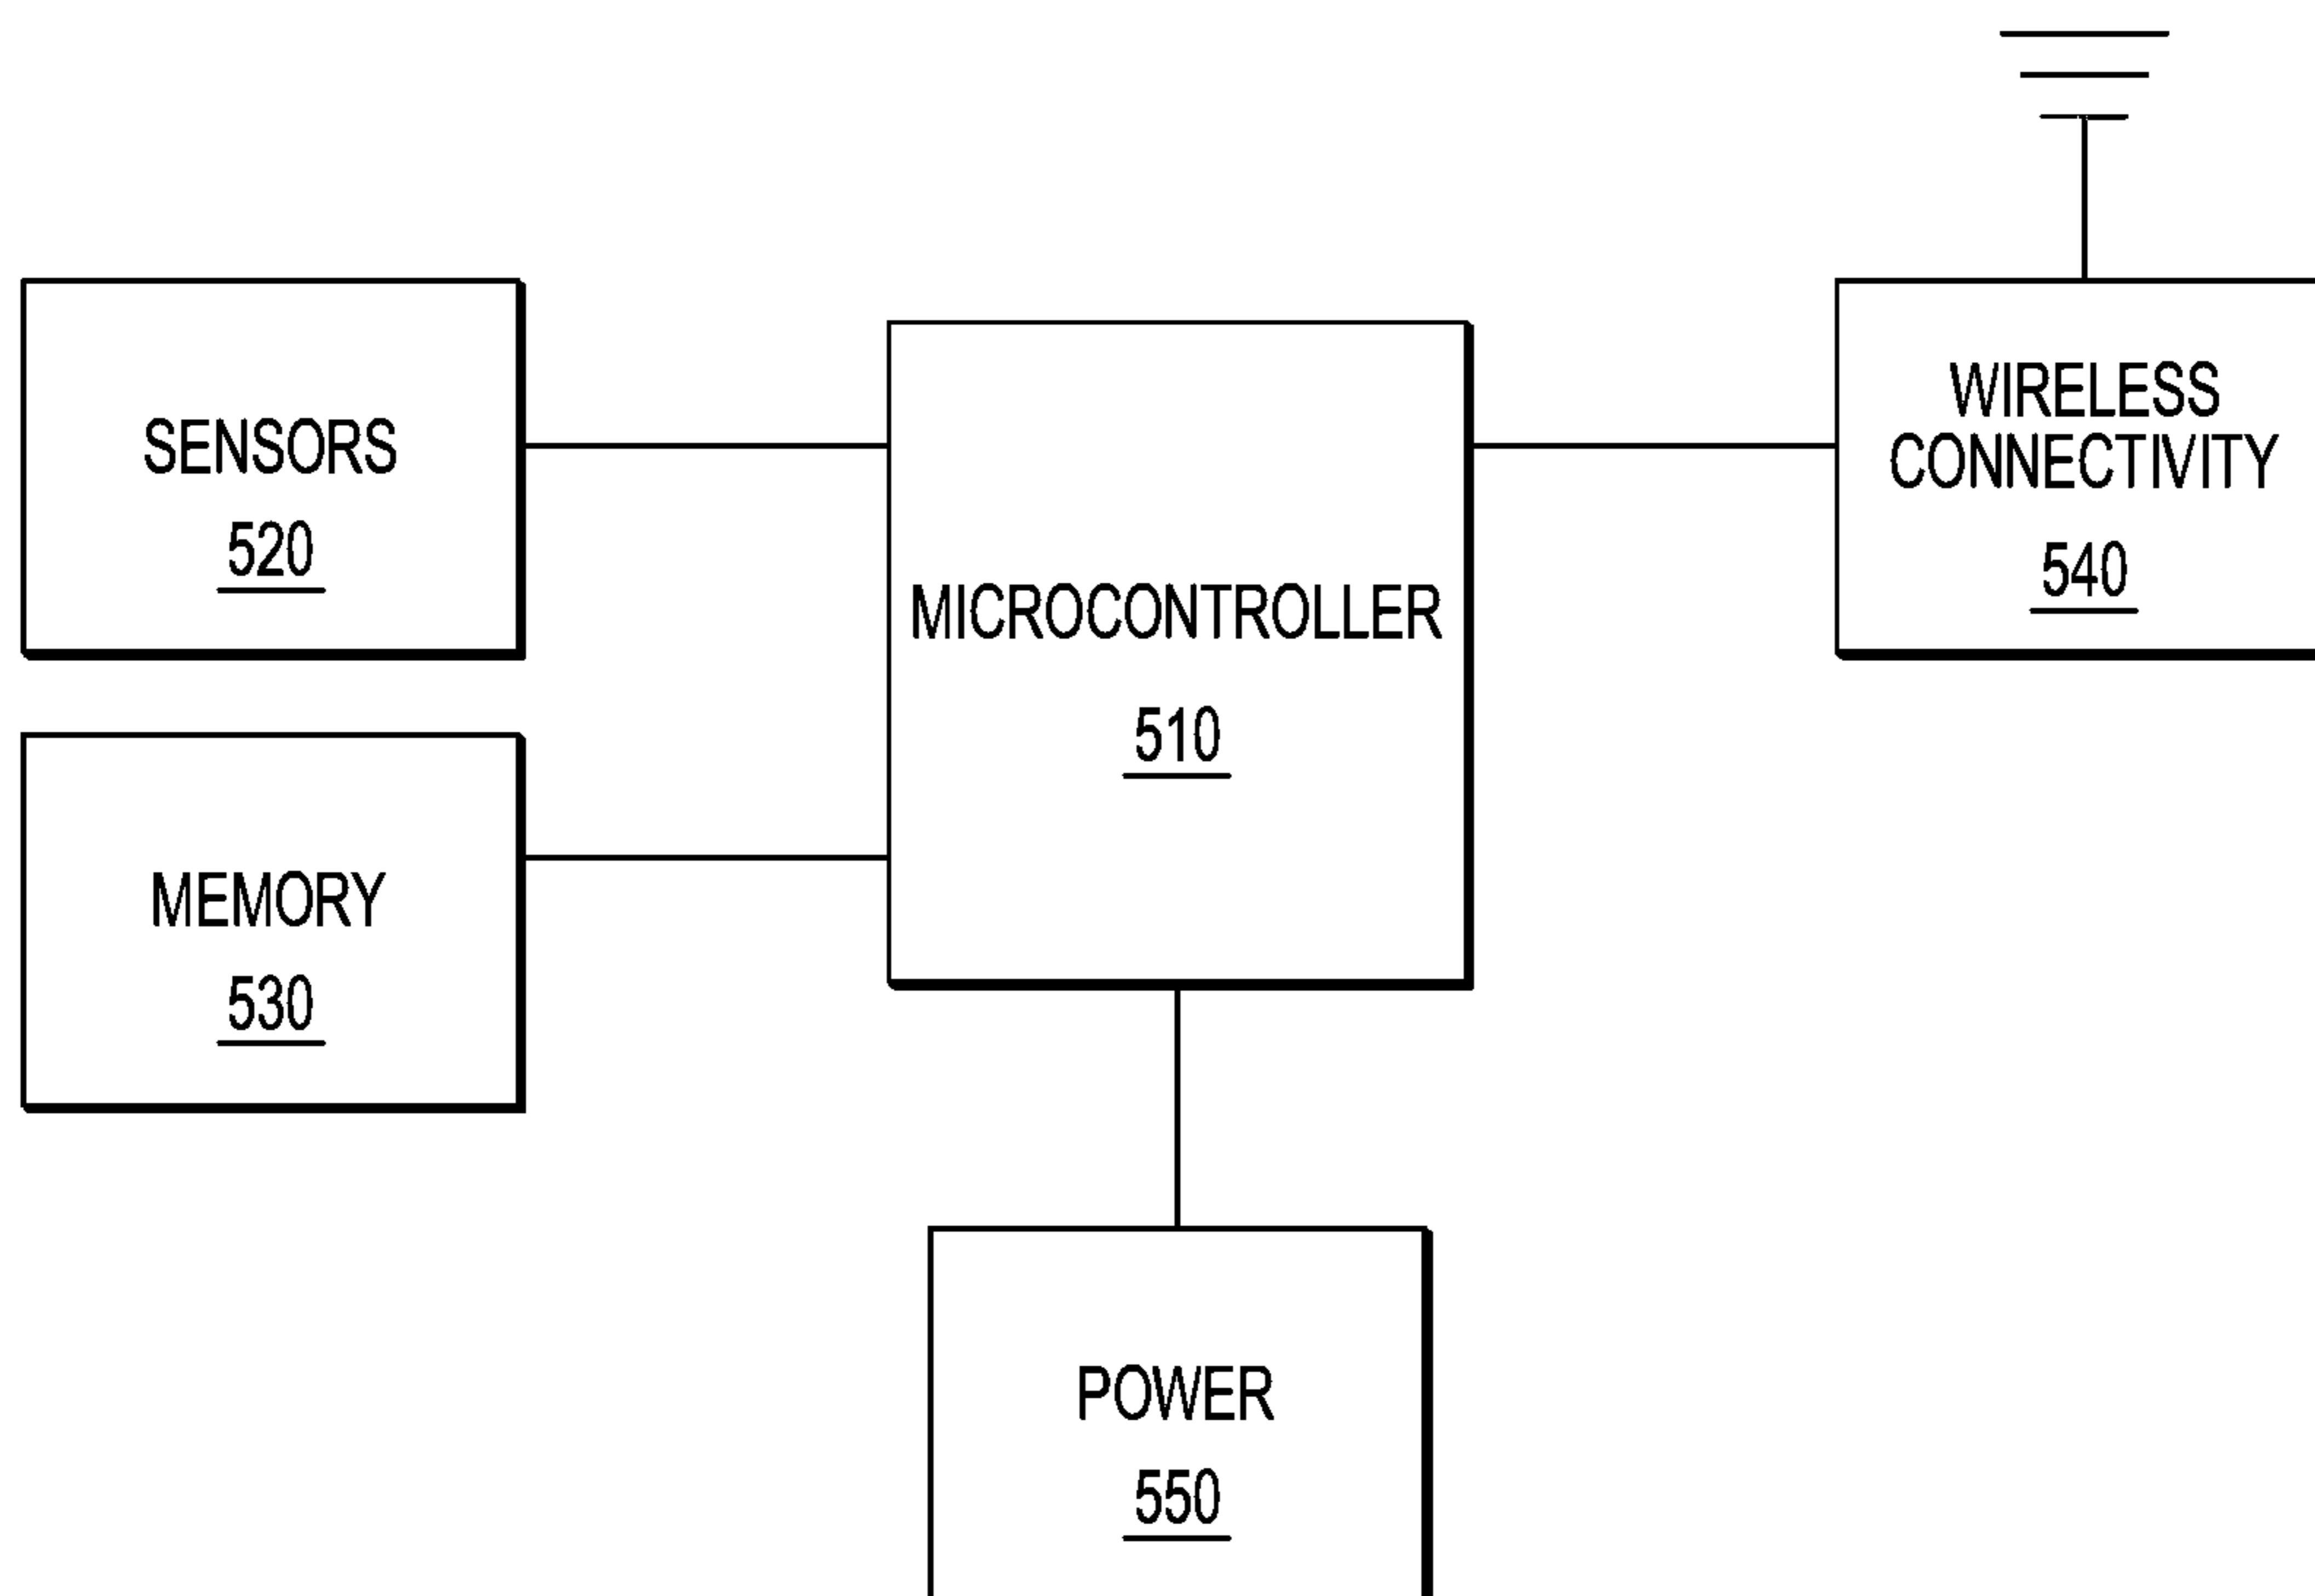 SENSORS
520
MICROCONTROLLER
510
WIRELESS
CONNECTIVITY
540
MEMORY
530
POWER
550